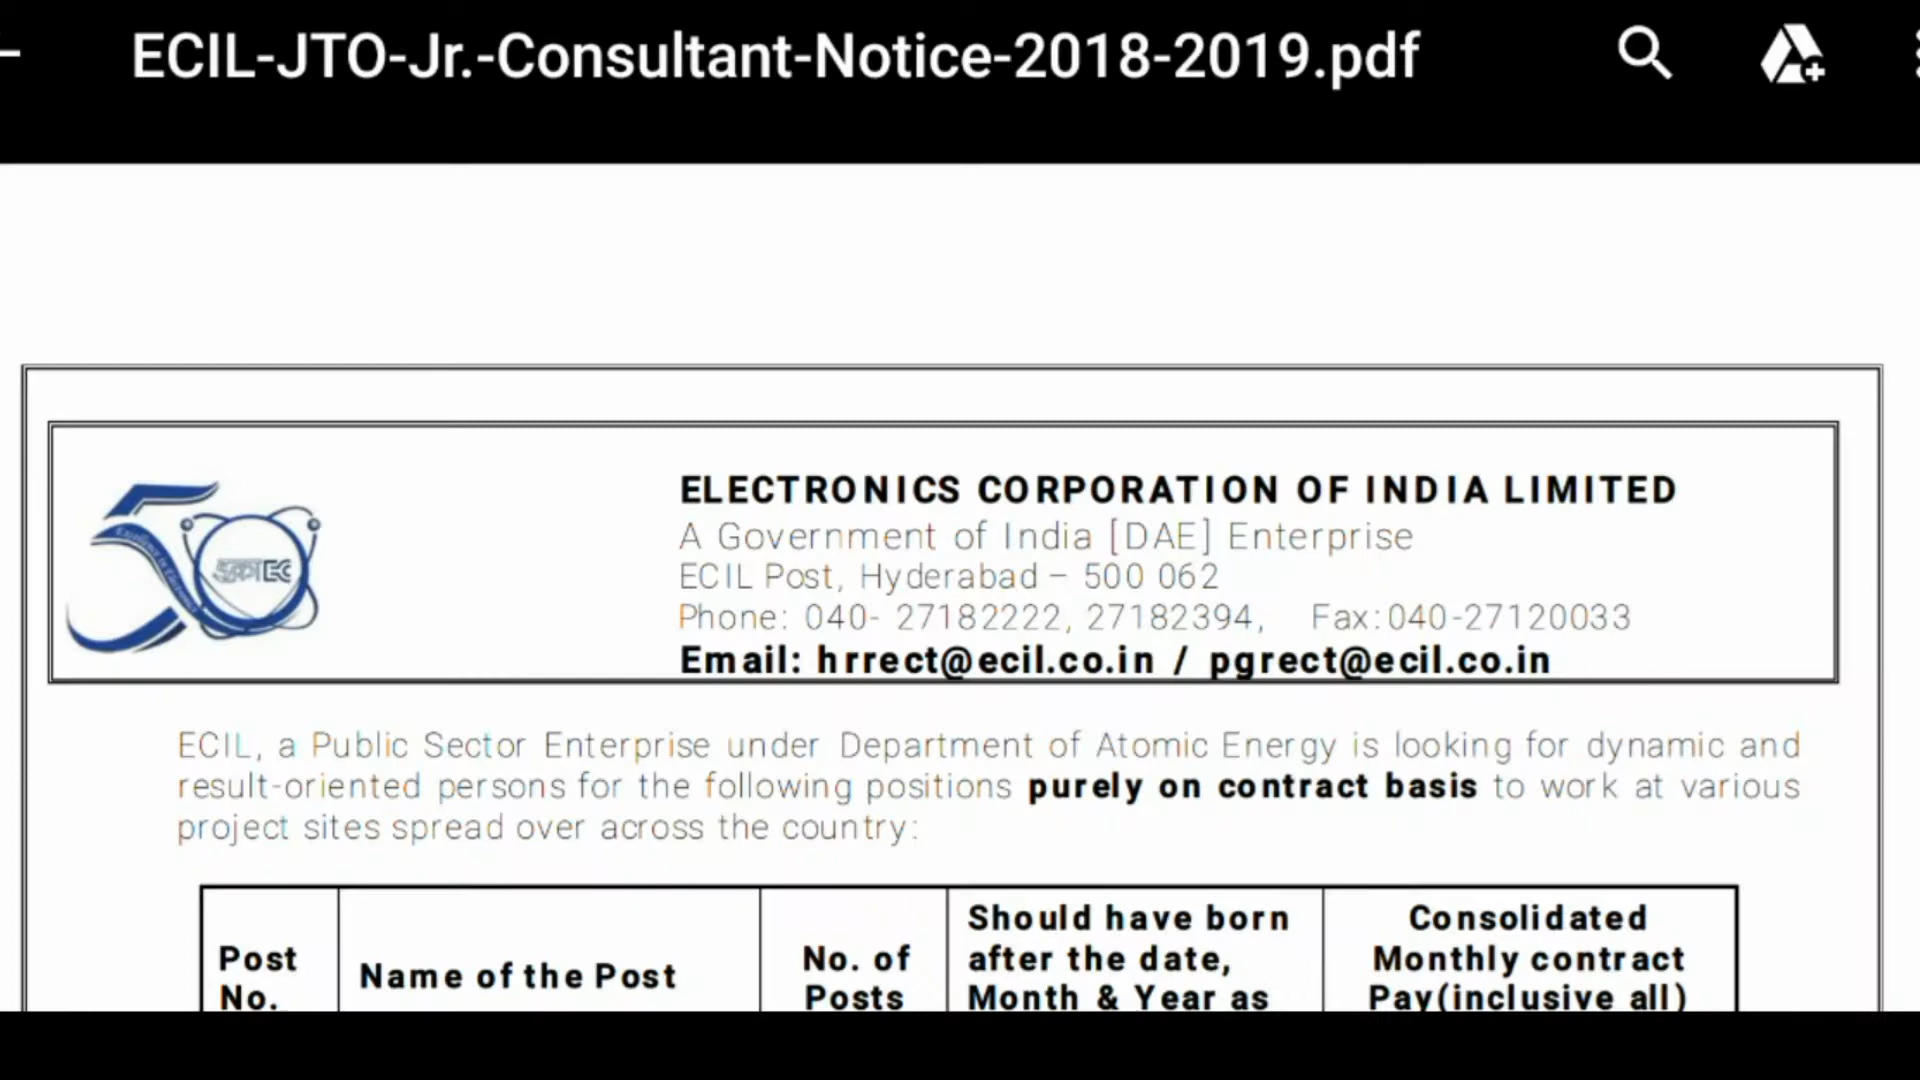 ECIL-JTO-Jr.-Consultant-Notice-2018-2019.pdf
ELECTRONICS CORPORATION OF INDIA LIMITED
A Government of India [DAE] Enterprise
ECIL Post, Hyderabad – 500 062
Phone: 040- 27182222, 27182394, Fax:040-27120033
Email: hrrect@ecil.co.in / pgrect@ecil.co.in
ECIL, a Public Sector Enterprise under Department of Atomic Energy is looking for dynamic and
result-oriented persons for the following positions purely on contract basis to work at various
project sites spread over across the country:
Post
No.
Name of the Post
No. of
Posts
Should have born
after the date,
Month & Year as
Consolidated
Monthly contract
Pay(inclusive all)